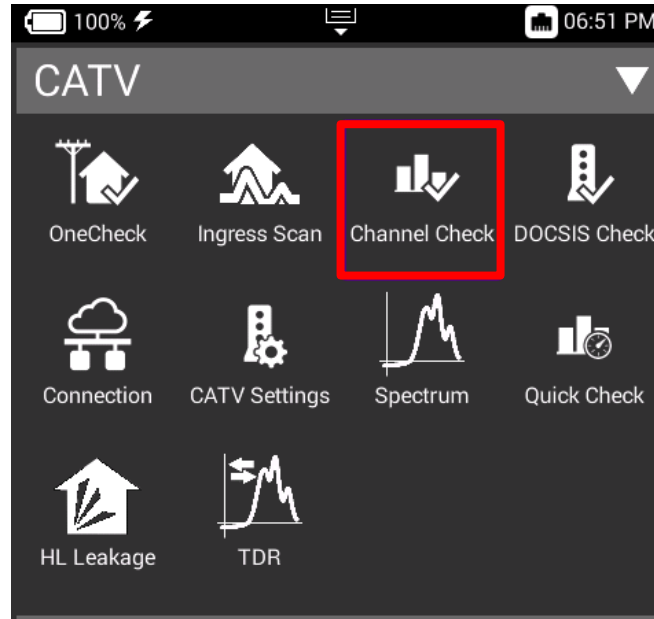 100% 06:51 PM
CATV
OneCheck Ingress Scan Channel Check DOCSIS Check
Connection CATV Settings Spectrum Quick Check
HL Leakage TDR